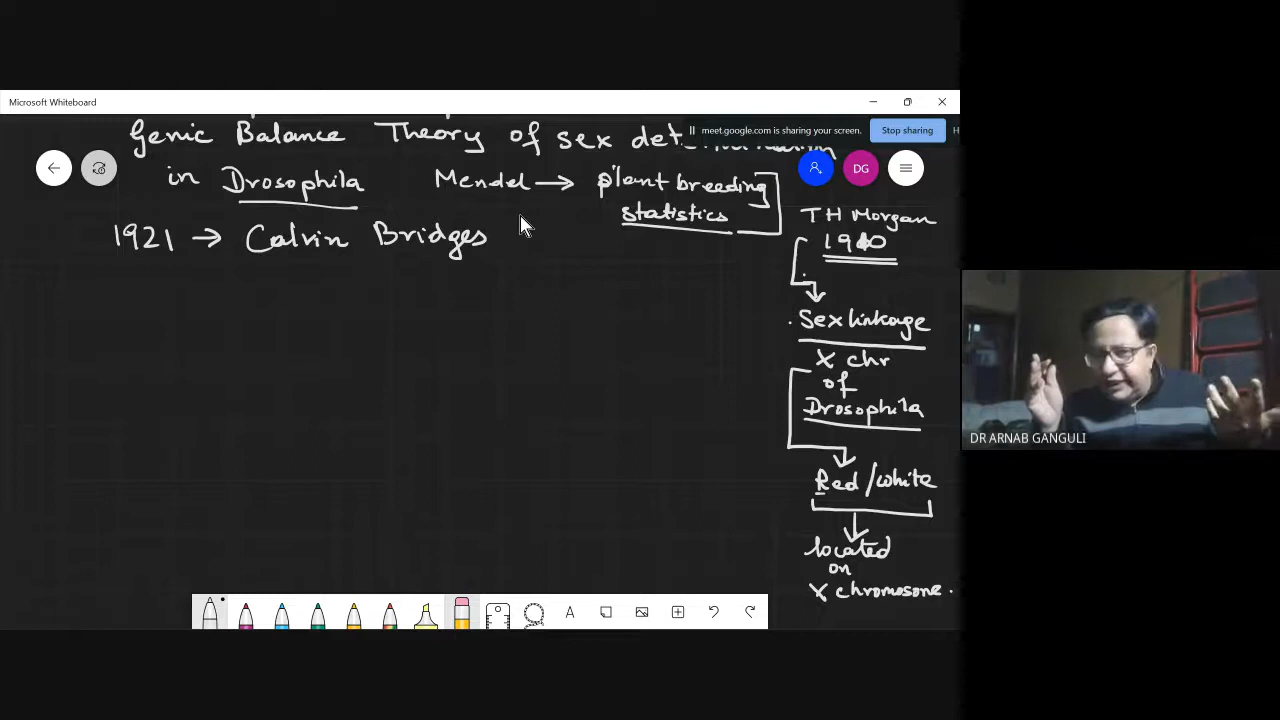 Microsoft Whiteboard
Genic Balance Theory of sex
meet.google.com is sharing your screen.
Stop sharing
in Drosophila
Mendel → plant breeding
statistics
DG
1921 → Calvin Bridges
T H Morgan
1910
Sex linkage
X chr
of
Drosophila
Red/white
located
on
X chromosome.
A
DR ARNAB GANGULI